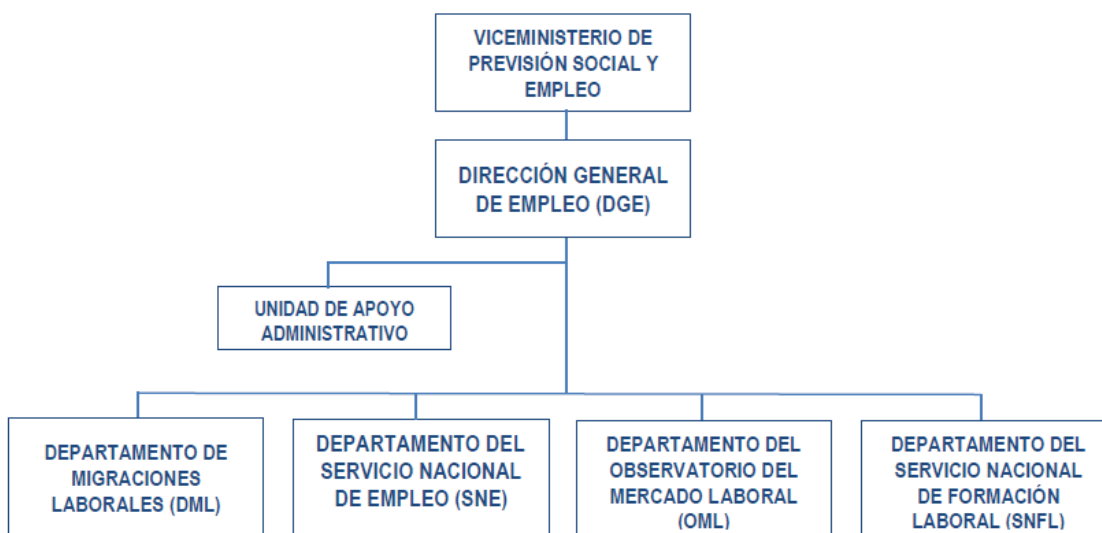 VICEMINISTERIO DE
PREVISIÓN SOCIAL Y
EMPLEO
DIRECCIÓN GENERAL
DE EMPLEO (DGE)
UNIDAD DE APOYO
ADMINISTRATIVO
DEPARTAMENTO DE
MIGRACIONES
LABORALES (DML)
DEPARTAMENTO DEL
SERVICIO NACIONAL
DE EMPLEO (SNE)
DEPARTAMENTO DEL
OBSERVATORIO DEL
MERCADO LABORAL
(OML)
DEPARTAMENTO DEL
SERVICIO NACIONAL
DE FORMACIÓN
LABORAL (SNFL)